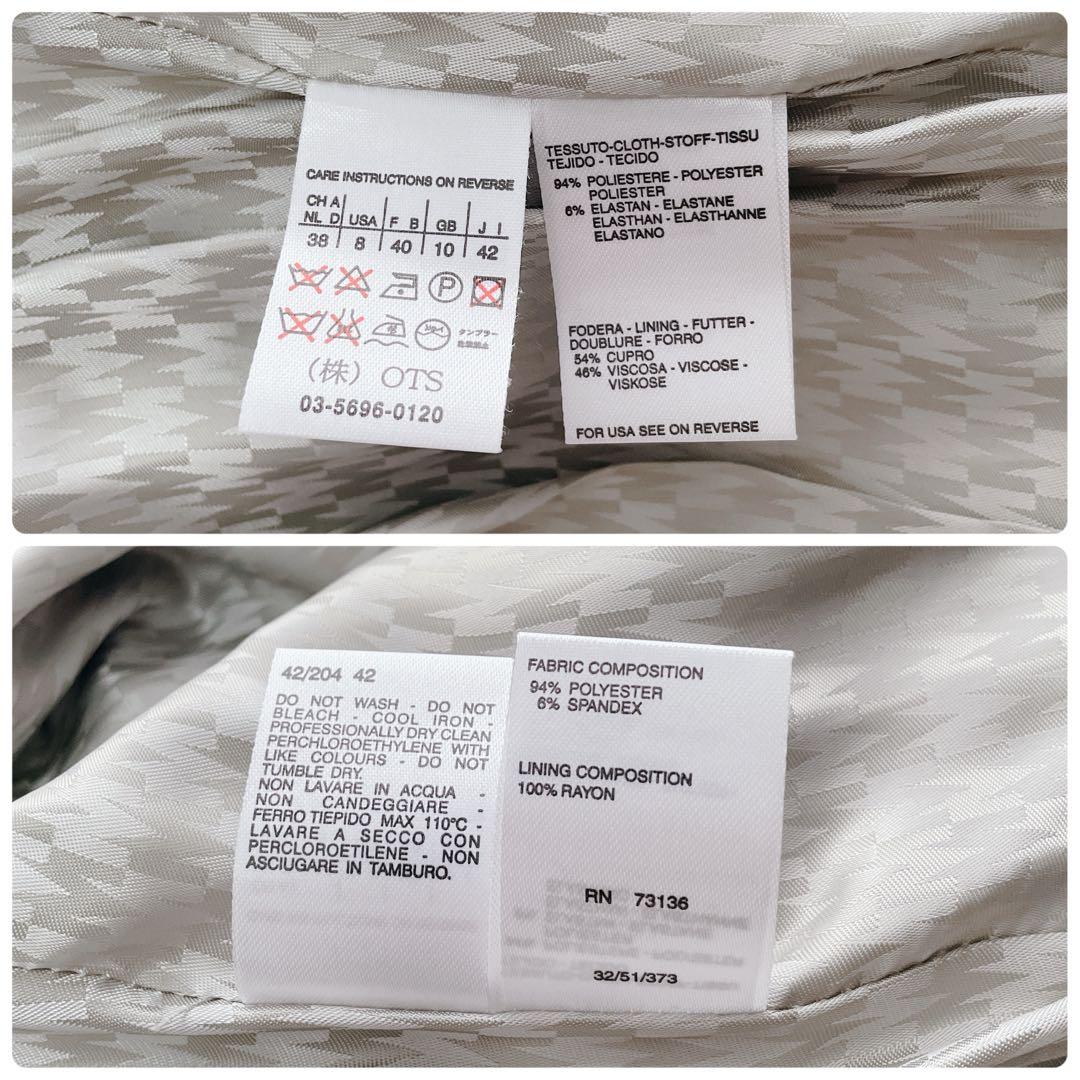 CARE INSTRUCTIONS ON REVERSE
CH A
NL D USA F B GB J I
38 8 40 10 42
P
ドライ タンブラー
乾燥禁止
(株) OTS
03-5696-0120
TESSUTO-CLOTH-STOFF-TISSU
TEJIDO - TECIDO
94% POLIESTERE - POLYESTER
POLIESTER
6% ELASTAN - ELASTANE
ELASTHAN - ELASTHANNE
ELASTANO
FODERA - LINING - FUTTER -
DOUBLURE - FORRO
54% CUPRO
46% VISCOSA - VISCOSE -
VISKOSE
FOR USA SEE ON REVERSE
42/204 42
DO NOT WASH - DO NOT
BLEACH - COOL IRON -
PROFESSIONALLY DRY CLEAN
PERCHLOROETHYLENE WITH
LIKE COLOURS - DO NOT
TUMBLE DRY.
NON LAVARE IN ACQUA -
NON CANDEGGIARE -
FERRO TIEPIDO MAX 110°C -
LAVARE A SECCO CON
PERCLOROETILENE - NON
ASCIUGARE IN TAMBURO.
FABRIC COMPOSITION
94% POLYESTER
6% SPANDEX
LINING COMPOSITION
100% RAYON
RN 73136
32/51/373